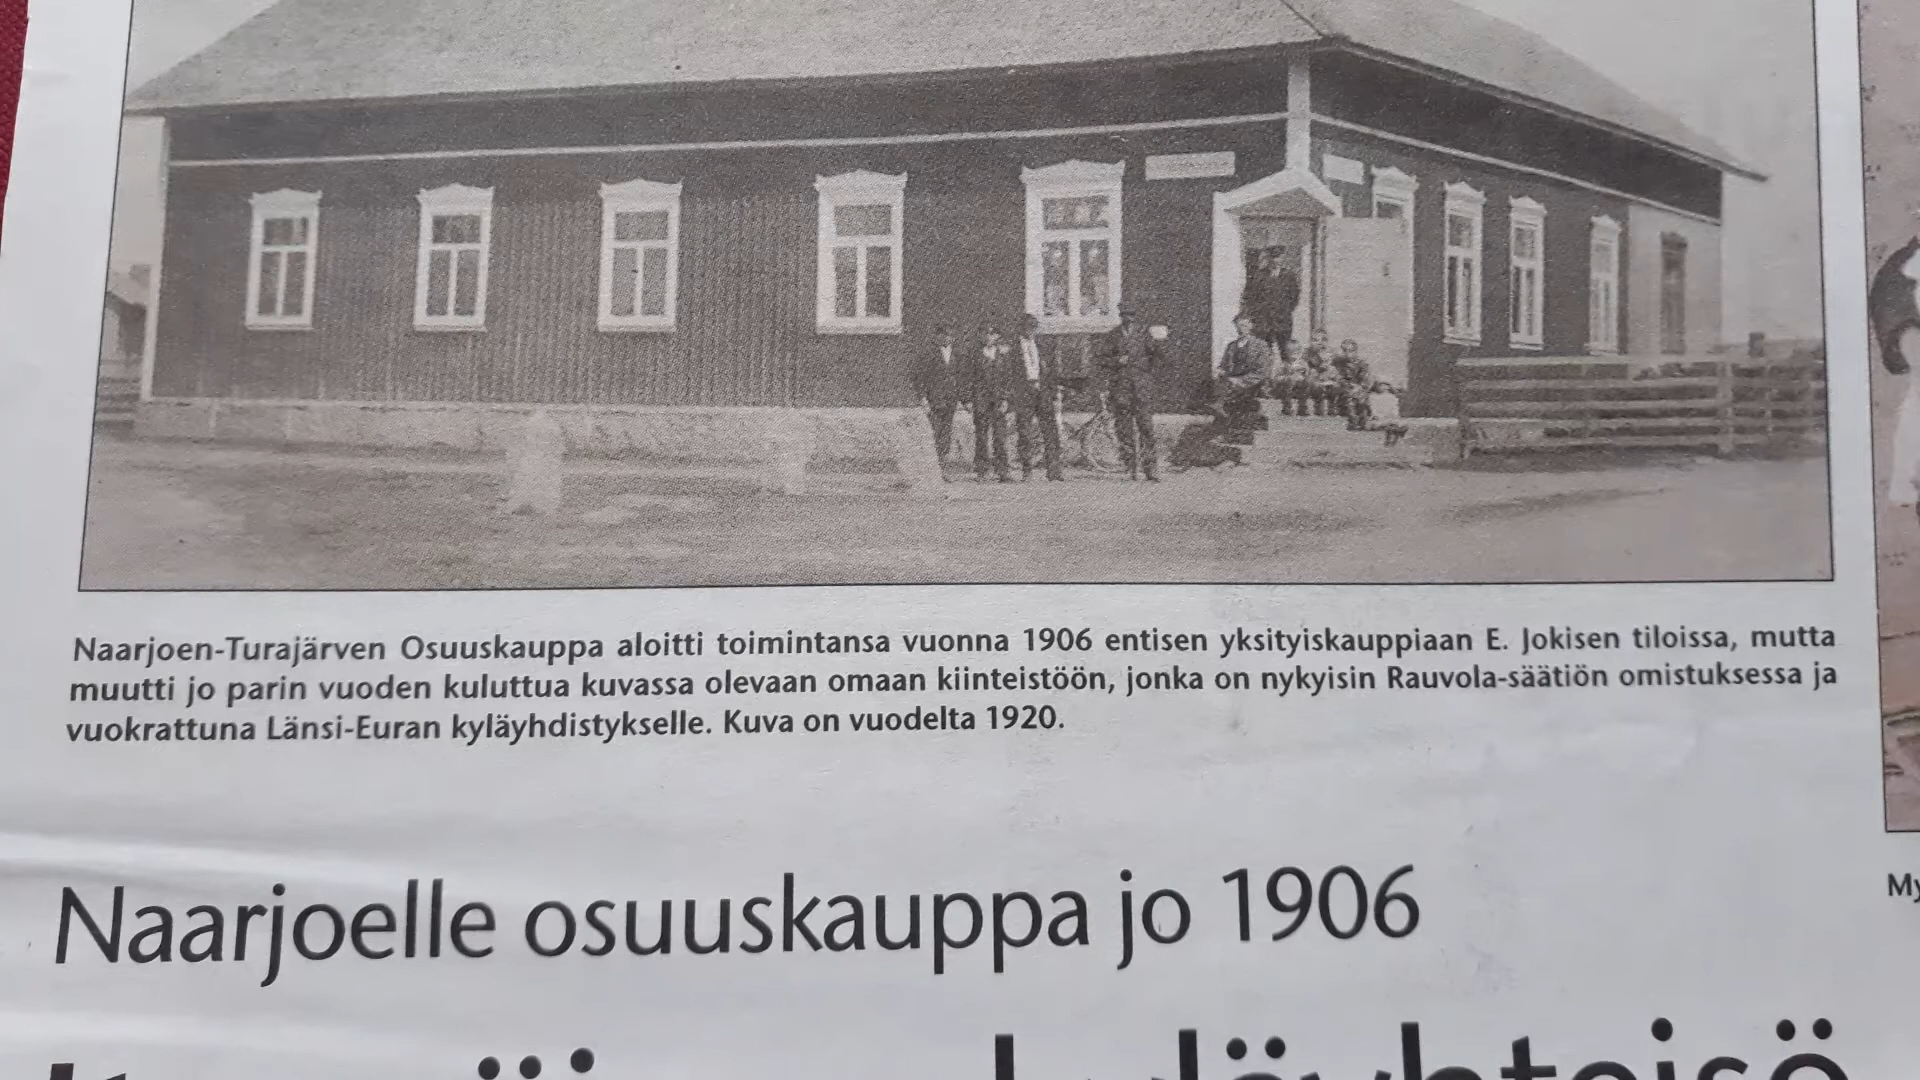 Naarjoen-Turajärven Osuuskauppa aloitti toimintansa vuonna 1906 entisen yksityiskauppiaan E. Jokisen tiloissa, mutta
muutti jo parin vuoden kuluttua kuvassa olevaan omaan kiinteistöön, jonka on nykyisin Rauvola-säätiön omistuksessa ja
vuokrattuna Länsi-Euran kyläyhdistykselle. Kuva on vuodelta 1920.
My
Naarjoelle osuuskauppa jo 1906
kyläyhteisö